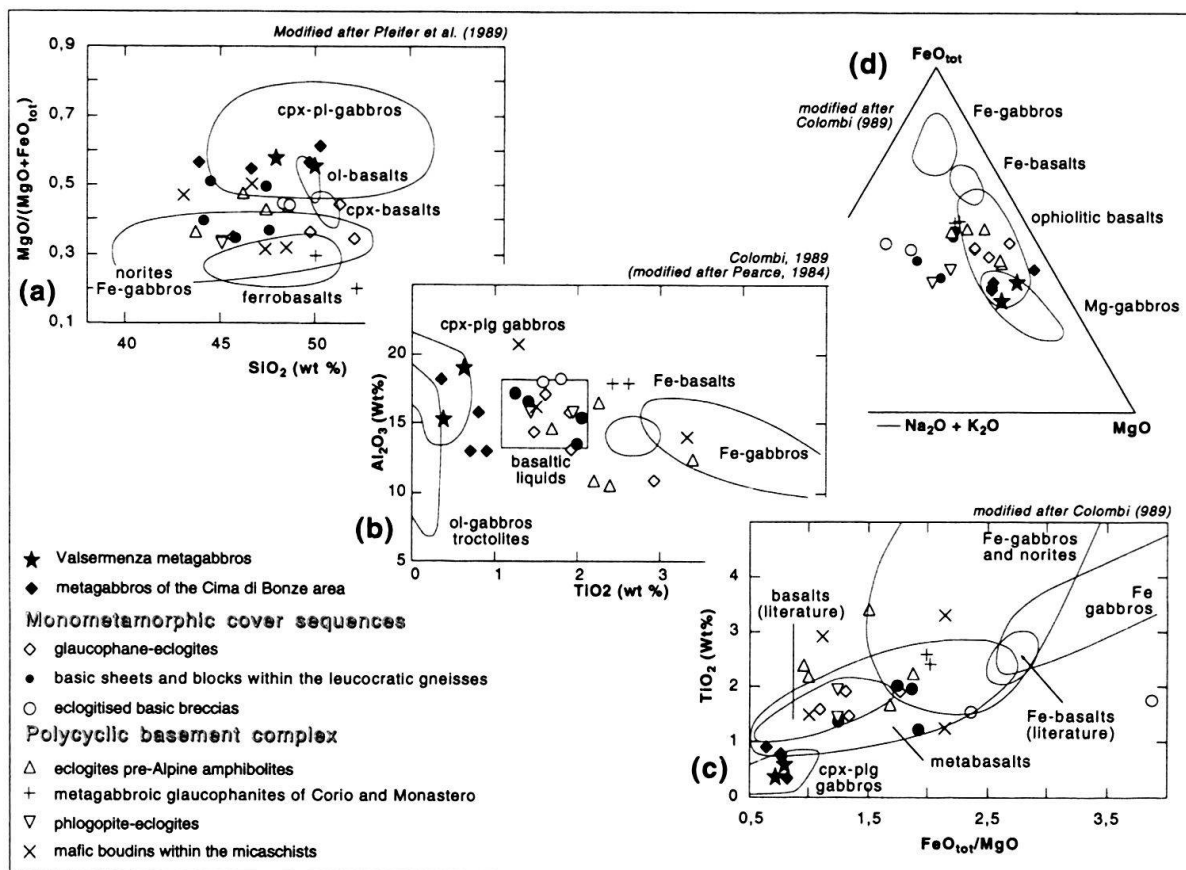 Modified after Pfeifer et al. (1989)
0,9
0,7
0,5
0,3
0,1
MgO/(MgO+FeOtot)
cpx-pl-gabbros
ol-basalts
cpx-basalts
norites
Fe-gabbros
ferrobasalts
(a)
40
45
50
SIO2 (wt %)
(d)
FeOtot
modified after
Colombi (989)
Fe-gabbros
Fe-basalts
ophiolitic basalts
Mg-gabbros
Na2O + K2O
MgO
Colombi, 1989
(modified after Pearce, 1984)
20
15
10
5
Al2O3 (Wt%)
cpx-plg gabbros
Fe-basalts
basaltic
liquids
Fe-gabbros
ol-gabbros
troctolites
(b)
0
1
2
3
TIO2 (wt %)
modified after Colombi (989)
4
3
2
1
0
TIO2 (Wt%)
Fe-gabbros
and norites
basalts
(literature)
Fe
gabbros
Fe-basalts
(literature)
metabasalts
cpx-plg
gabbros
(c)
0,5
1,5
2,5
3,5
FeOtot/MgO
Valsermenza metagabbros
metagabbros of the Cima di Bonze area
Monometamorphic cover sequences
glaucophane-eclogites
basic sheets and blocks within the leucocratic gneisses
eclogitised basic breccias
Polycyclic basement complex
eclogites pre-Alpine amphibolites
metagabbroic glaucophanites of Corio and Monastero
phlogopite-eclogites
mafic boudins within the micaschists